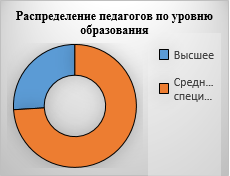 Распределение педагогов по уровню
образования
Высшее
Средн...
специ...